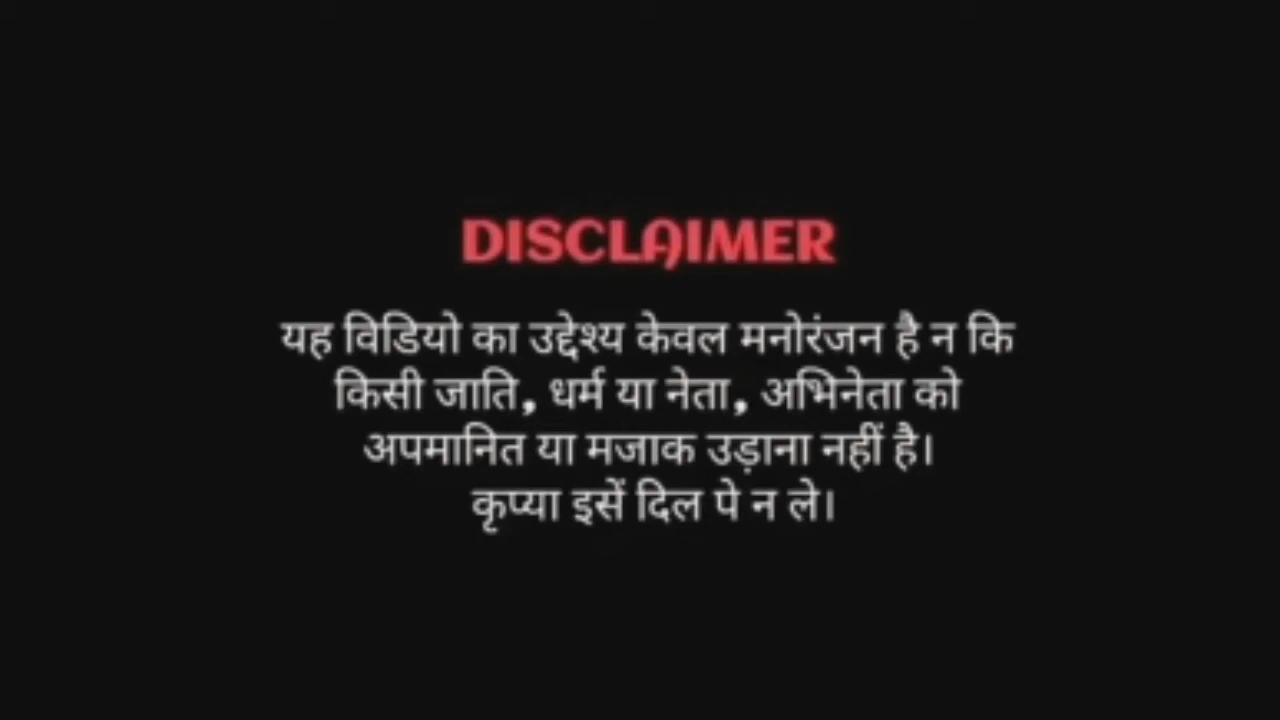 DISCLAIMER
यह विडियो का उद्देश्य केवल मनोरंजन है न कि
किसी जाति, धर्म या नेता, अभिनेता को
अपमानित या मजाक उड़ाना नहीं है।
कृप्या इसें दिल पे न ले।